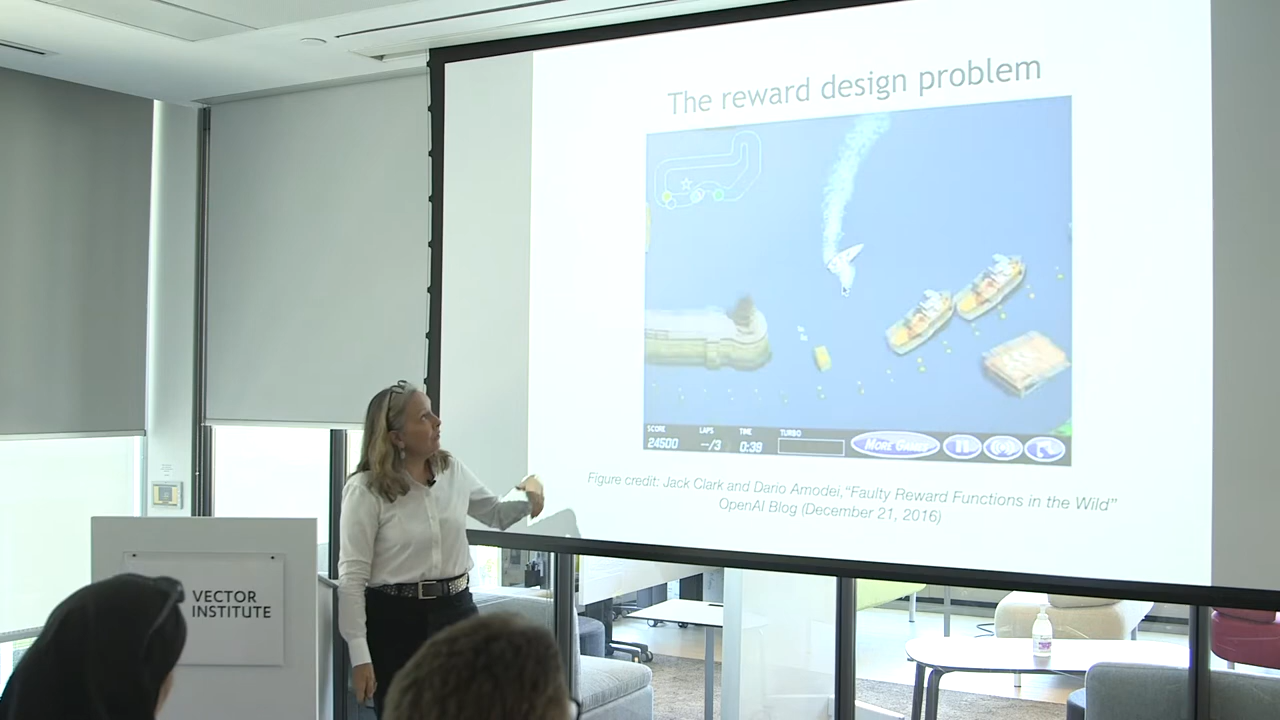 The reward design problem
SCORE
LAPS
TIME
TURBO
24500
--/3
0:39
MORE GAMES
Figure credit: Jack Clark and Dario Amodei, "Faulty Reward Functions in the Wild"
OpenAI Blog (December 21, 2016)
VECTOR
INSTITUTE